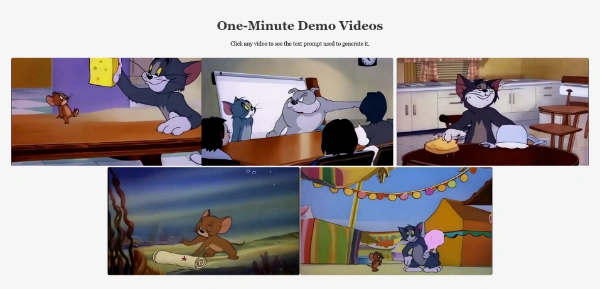 One-Minute Demo Videos
Click any video to see the text prompt used to generate it.